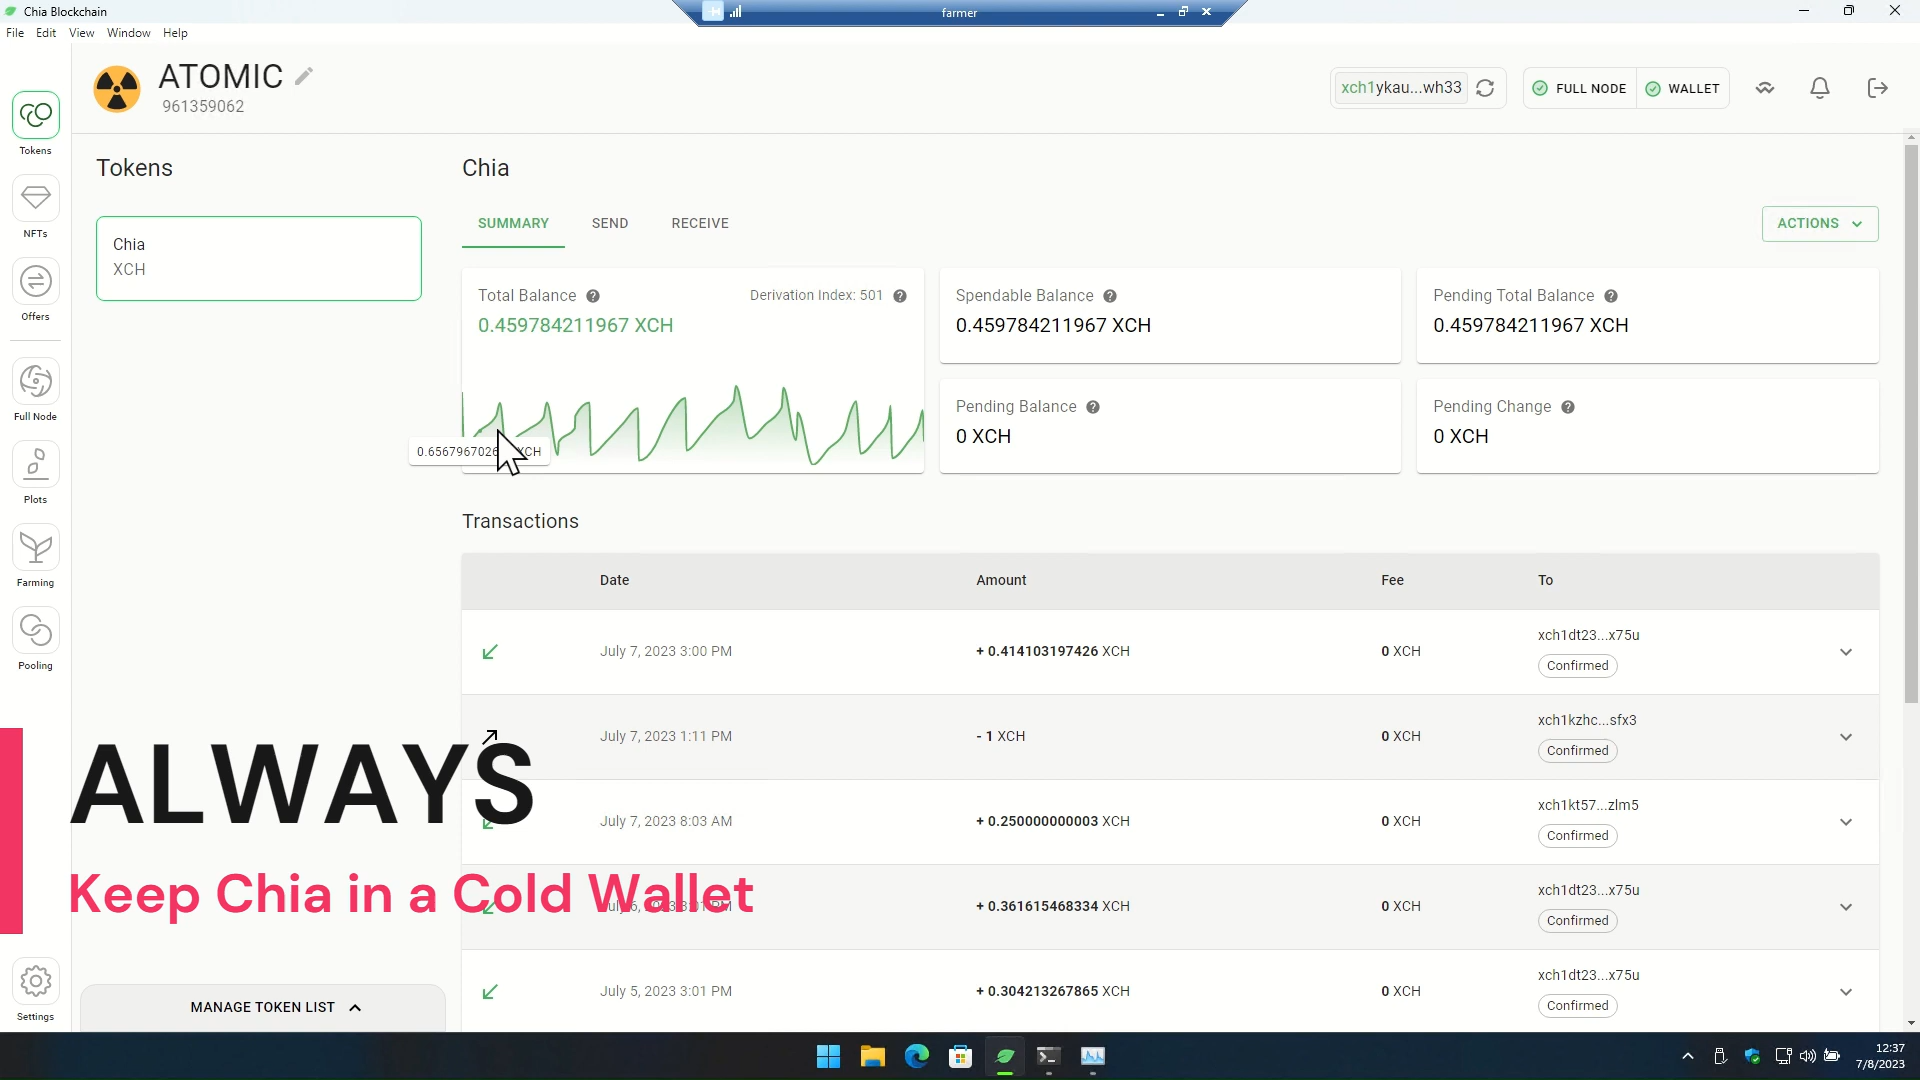 Chia Blockchain
farmer
File Edit View Window Help
ATOMIC
961359062
xch1ykau...wh33
FULL NODE
WALLET
Tokens
NFTs
Offers
Full Node
Plots
Farming
Pooling
Settings
Tokens
Chia
XCH
MANAGE TOKEN LIST
Chia
SUMMARY SEND RECEIVE
ACTIONS
Total Balance
Derivation Index: 501
0.459784211967 XCH
0.6567967026 XCH
Spendable Balance
0.459784211967 XCH
Pending Total Balance
0.459784211967 XCH
Pending Balance
0 XCH
Pending Change
0 XCH
Transactions
Date Amount Fee To
July 7, 2023 3:00 PM + 0.414103197426 XCH 0 XCH xch1dt23...x75u
Confirmed
July 7, 2023 1:11 PM - 1 XCH 0 XCH xch1kzhc...sfx3
Confirmed
July 7, 2023 8:03 AM + 0.250000000003 XCH 0 XCH xch1kt57...zlm5
Confirmed
+ 0.361615468334 XCH 0 XCH xch1dt23...x75u
Confirmed
July 5, 2023 3:01 PM + 0.304213267865 XCH 0 XCH xch1dt23...x75u
Confirmed
ALWAYS
Keep Chia in a Cold Wallet
12:37
7/8/2023